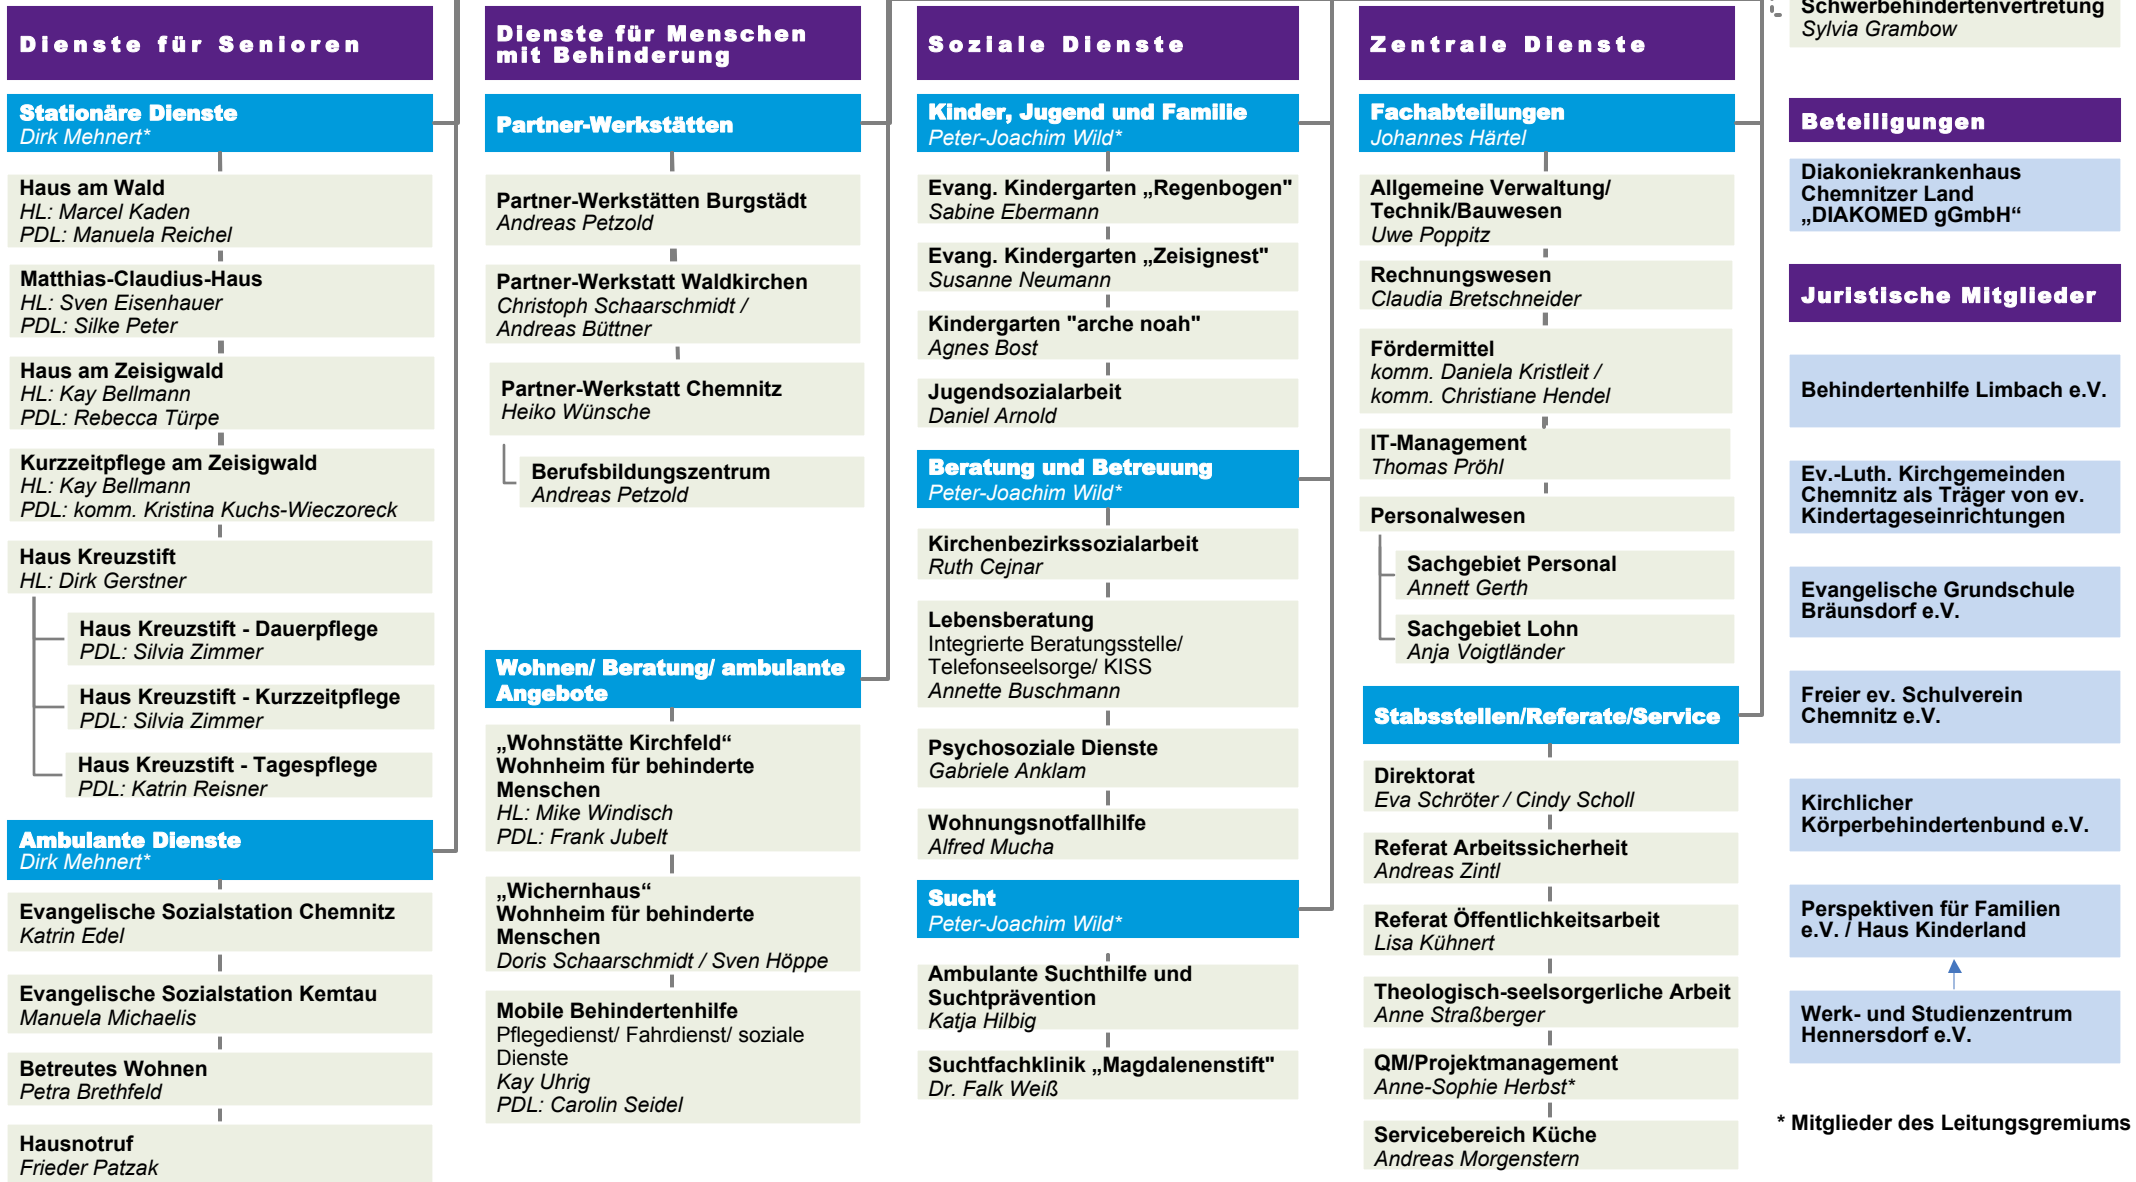 Dienste für Senioren
Stationäre Dienste
Dirk Mehnert*
Haus am Wald
HL: Marcel Kaden
PDL: Manuela Reichel
Matthias-Claudius-Haus
HL: Sven Eisenhauer
PDL: Silke Peter
Haus am Zeisigwald
HL: Kay Bellmann
PDL: Rebecca Türpe
Kurzzeitpflege am Zeisigwald
HL: Kay Bellmann
PDL: komm. Kristina Kuchs-Wieczoreck
Haus Kreuzstift
HL: Dirk Gerstner
Haus Kreuzstift - Dauerpflege
PDL: Silvia Zimmer
Haus Kreuzstift - Kurzzeitpflege
PDL: Silvia Zimmer
Haus Kreuzstift - Tagespflege
PDL: Katrin Reisner
Ambulante Dienste
Dirk Mehnert*
Evangelische Sozialstation Chemnitz
Katrin Edel
Evangelische Sozialstation Kemtau
Manuela Michaelis
Betreutes Wohnen
Petra Brethfeld
Hausnotruf
Frieder Patzak
Dienste für Menschen
mit Behinderung
Partner-Werkstätten
Partner-Werkstätten Burgstädt
Andreas Petzold
Partner-Werkstatt Waldkirchen
Christoph Schaarschmidt /
Andreas Büttner
Partner-Werkstatt Chemnitz
Heiko Wünsche
Berufsbildungszentrum
Andreas Petzold
Wohnen/ Beratung/ ambulante
Angebote
„Wohnstätte Kirchfeld“
Wohnheim für behinderte
Menschen
HL: Mike Windisch
PDL: Frank Jubelt
„Wichernhaus“
Wohnheim für behinderte
Menschen
Doris Schaarschmidt / Sven Höppe
Mobile Behindertenhilfe
Pflegedienst/ Fahrdienst/ soziale
Dienste
Kay Uhrig
PDL: Carolin Seidel
Soziale Dienste
Kinder, Jugend und Familie
Peter-Joachim Wild*
Evang. Kindergarten „Regenbogen"
Sabine Ebermann
Evang. Kindergarten „Zeisignest"
Susanne Neumann
Kindergarten "arche noah"
Agnes Bost
Jugendsozialarbeit
Daniel Arnold
Beratung und Betreuung
Peter-Joachim Wild*
Kirchenbezirkssozialarbeit
Ruth Cejnar
Lebensberatung
Integrierte Beratungsstelle/
Telefonseelsorge/ KISS
Annette Buschmann
Psychosoziale Dienste
Gabriele Anklam
Wohnungsnotfallhilfe
Alfred Mucha
Sucht
Peter-Joachim Wild*
Ambulante Suchthilfe und
Suchtprävention
Katja Hilbig
Suchtfachklinik „Magdalenenstift"
Dr. Falk Weiß
Zentrale Dienste
Fachabteilungen
Johannes Härtel
Allgemeine Verwaltung/
Technik/Bauwesen
Uwe Poppitz
Rechnungswesen
Claudia Bretschneider
Fördermittel
komm. Daniela Kristleit /
komm. Christiane Hendel
IT-Management
Thomas Pröhl
Personalwesen
Sachgebiet Personal
Annett Gerth
Sachgebiet Lohn
Anja Voigtländer
Stabsstellen/Referate/Service
Direktorat
Eva Schröter / Cindy Scholl
Referat Arbeitssicherheit
Andreas Zintl
Referat Öffentlichkeitsarbeit
Lisa Kühnert
Theologisch-seelsorgerliche Arbeit
Anne Straßberger
QM/Projektmanagement
Anne-Sophie Herbst*
Servicebereich Küche
Andreas Morgenstern
Schwerbehindertenvertretung
Sylvia Grambow
Beteiligungen
Diakoniekrankenhaus
Chemnitzer Land
„DIAKOMED gGmbH“
Juristische Mitglieder
Behindertenhilfe Limbach e.V.
Ev.-Luth. Kirchgemeinden
Chemnitz als Träger von ev.
Kindertageseinrichtungen
Evangelische Grundschule
Bräunsdorf e.V.
Freier ev. Schulverein
Chemnitz e.V.
Kirchlicher
Körperbehindertenbund e.V.
Perspektiven für Familien
e.V. / Haus Kinderland
Werk- und Studienzentrum
Hennersdorf e.V.
* Mitglieder des Leitungsgremiums